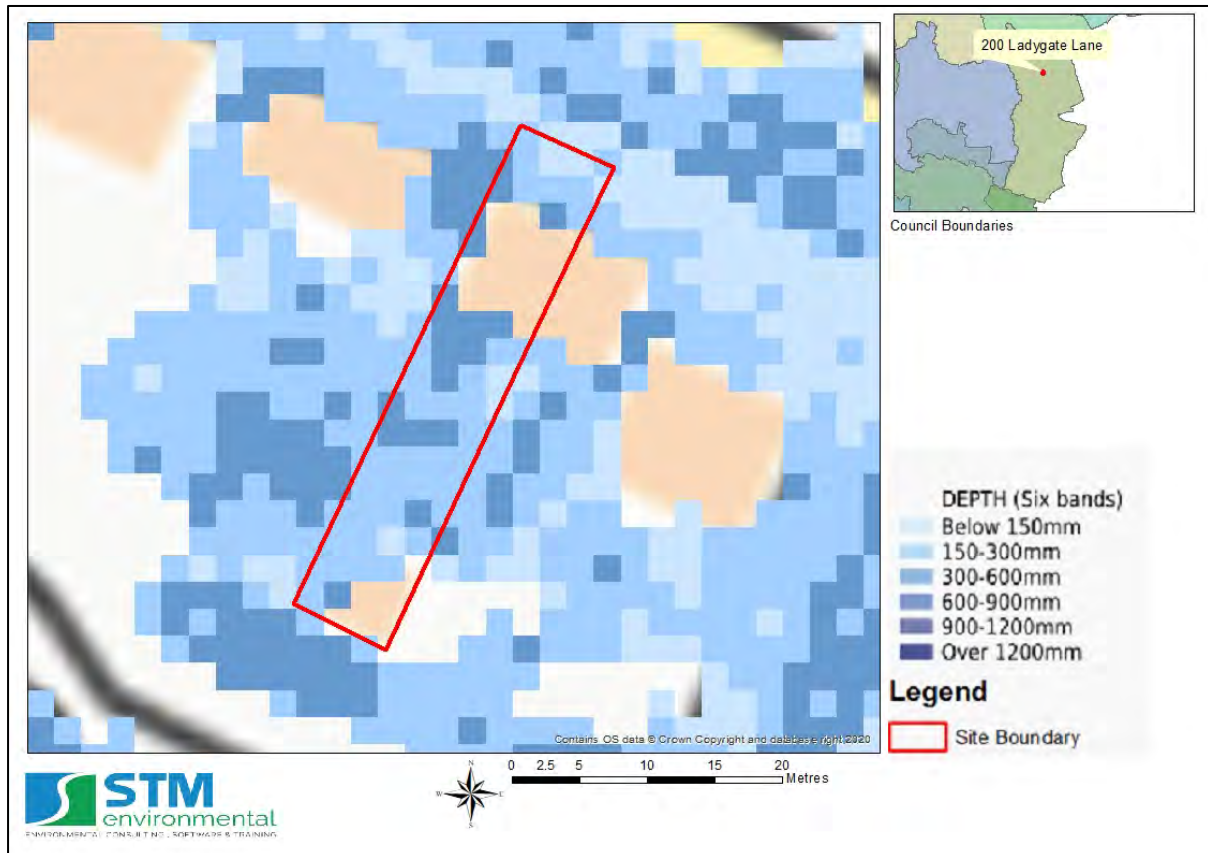 200 Ladygate Lane
Council Boundaries
DEPTH (Six bands)
Below 150mm
150-300mm
300-600mm
600-900mm
900-1200mm
Over 1200mm
Legend
Site Boundary
Contains OS data © Crown Copyright and database right 2020
0 2.5 5 10 15 20
Metres
N
W E
S
STM
environmental
ENVIRONMENTAL CONSULTING, SOFTWARE & TRAINING